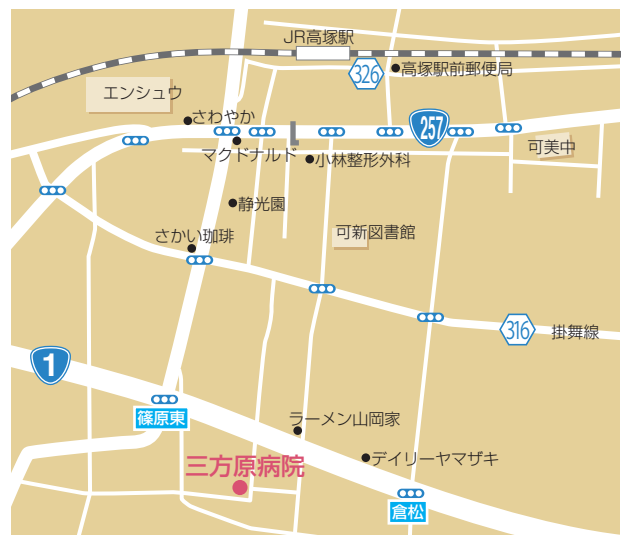 JR高塚駅
326
高塚駅前郵便局
エンシュウ
さわやか
257
マクドナルド
小林整形外科
可美中
静光園
さかい珈琲
可新図書館
316
掛舞線
1
篠原東
ラーメン山岡家
三方原病院
デイリーヤマザキ
倉松